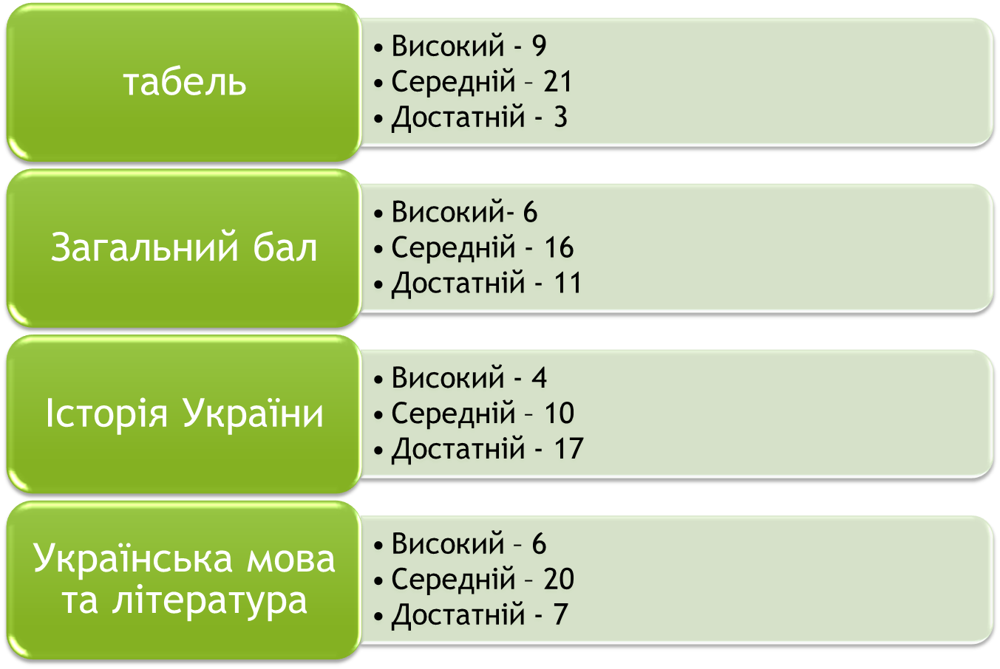 табель
• Високий - 9
• Середній – 21
• Достатній - 3
Загальний бал
• Високий- 6
• Середній - 16
• Достатній - 11
Історія України
• Високий - 4
• Середній – 10
• Достатній - 17
Українська мова
та література
• Високий – 6
• Середній – 20
• Достатній - 7